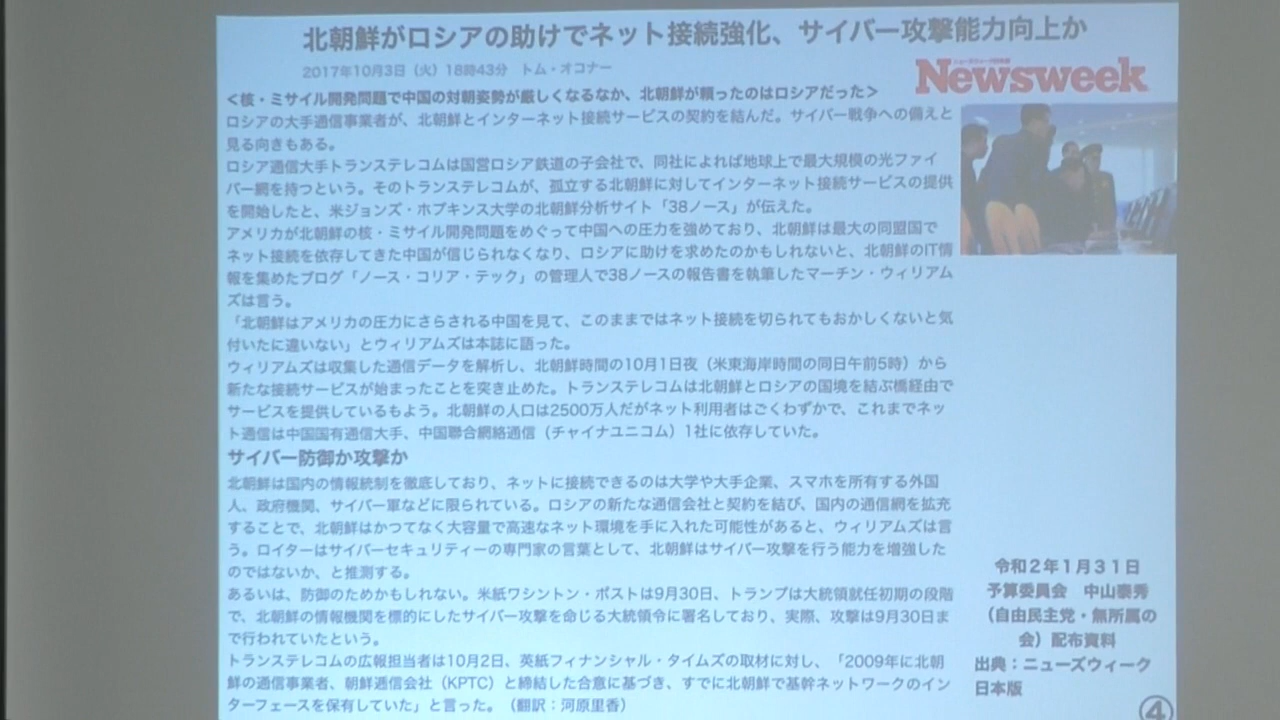 北朝鮮がロシアの助けでネット接続強化、サイバー攻撃能力向上か
2017年10月3日（火）18時43分　トム・オコナー
ニューズウィーク日本版
Newsweek
＜核・ミサイル開発問題で中国の対朝姿勢が厳しくなるなか、北朝鮮が頼ったのはロシアだった＞
ロシアの大手通信事業者が、北朝鮮とインターネット接続サービスの契約を結んだ。サイバー戦争への備えと
見る向きもある。
ロシア通信大手トランステレコムは国営ロシア鉄道の子会社で、同社によれば地球上で最大規模の光ファイ
バー網を持つという。そのトランステレコムが、孤立する北朝鮮に対してインターネット接続サービスの提供
を開始したと、米ジョンズ・ホプキンス大学の北朝鮮分析サイト「38ノース」が伝えた。
アメリカが北朝鮮の核・ミサイル開発問題をめぐって中国への圧力を強めており、北朝鮮は最大の同盟国で
ネット接続を依存してきた中国が信じられなくなり、ロシアに助けを求めたのかもしれないと、北朝鮮のIT情
報を集めたブログ「ノース・コリア・テック」の管理人で38ノースの報告書を執筆したマーチン・ウィリアム
ズは言う。
「北朝鮮はアメリカの圧力にさらされる中国を見て、このままではネット接続を切られてもおかしくないと気
付いたに違いない」とウィリアムズは本誌に語った。
ウィリアムズは収集した通信データを解析し、北朝鮮時間の10月1日夜（米東海岸時間の同日午前5時）から
新たな接続サービスが始まったことを突き止めた。トランステレコムは北朝鮮とロシアの国境を結ぶ橋経由で
サービスを提供しているもよう。北朝鮮の人口は2500万人だがネット利用者はごくわずかで、これまでネッ
ト通信は中国国有通信大手、中国聯合網絡通信（チャイナユニコム）1社に依存していた。
サイバー防御か攻撃か
北朝鮮は国内の情報統制を徹底しており、ネットに接続できるのは大学や大手企業、スマホを所有する外国
人、政府機関、サイバー軍などに限られている。ロシアの新たな通信会社と契約を結び、国内の通信網を拡充
することで、北朝鮮はかつてなく大容量で高速なネット環境を手に入れた可能性があると、ウィリアムズは言
う。ロイターはサイバーセキュリティーの専門家の言葉として、北朝鮮はサイバー攻撃を行う能力を増強した
のではないか、と推測する。
あるいは、防御のためかもしれない。米紙ワシントン・ポストは9月30日、トランプは大統領就任初期の段階
で、北朝鮮の情報機関を標的にしたサイバー攻撃を命じる大統領令に署名しており、実際、攻撃は9月30日ま
で行われていたという。
トランステレコムの広報担当者は10月2日、英紙フィナンシャル・タイムズの取材に対し、「2009年に北朝
鮮の通信事業者、朝鮮逓信会社（KPTC）と締結した合意に基づき、すでに北朝鮮で基幹ネットワークのイン
ターフェースを保有していた」と言った。（翻訳：河原里香）
令和2年1月31日
予算委員会　中山泰秀
（自由民主党・無所属の
会）配布資料
出典：ニューズウィーク
日本版
④